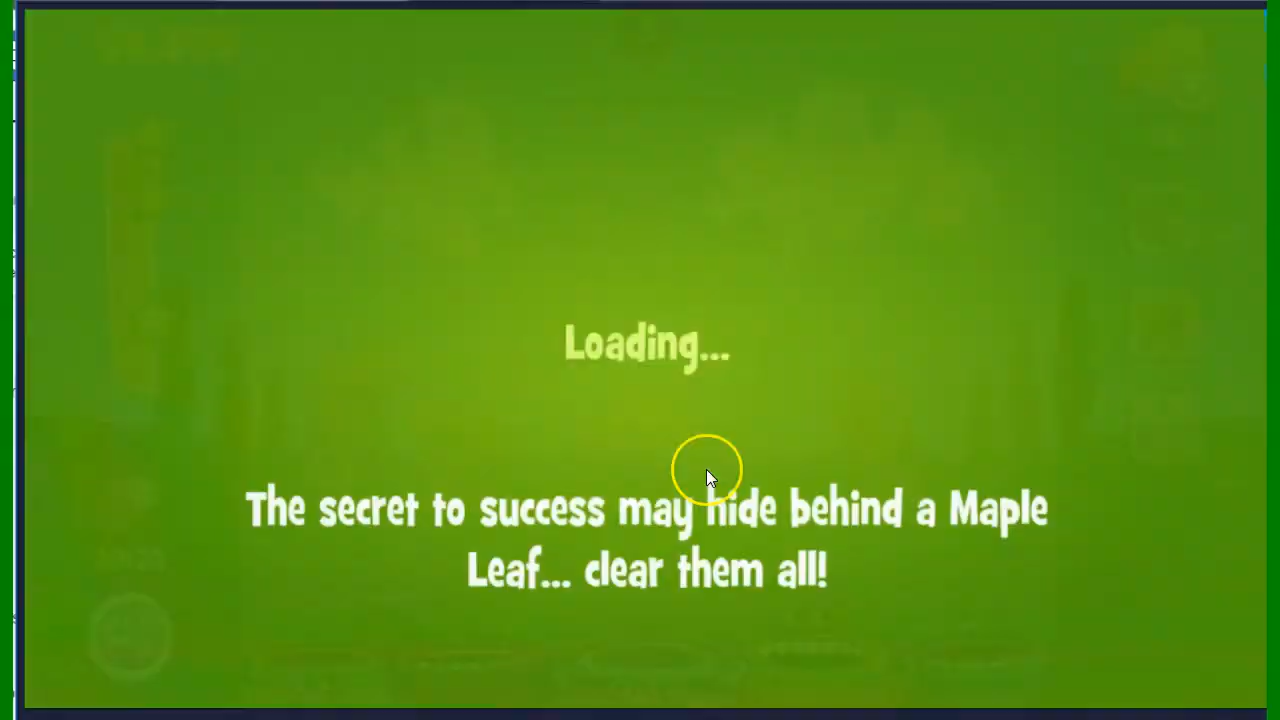 Loading...
The secret to success may hide behind a Maple
Leaf... clear them all!